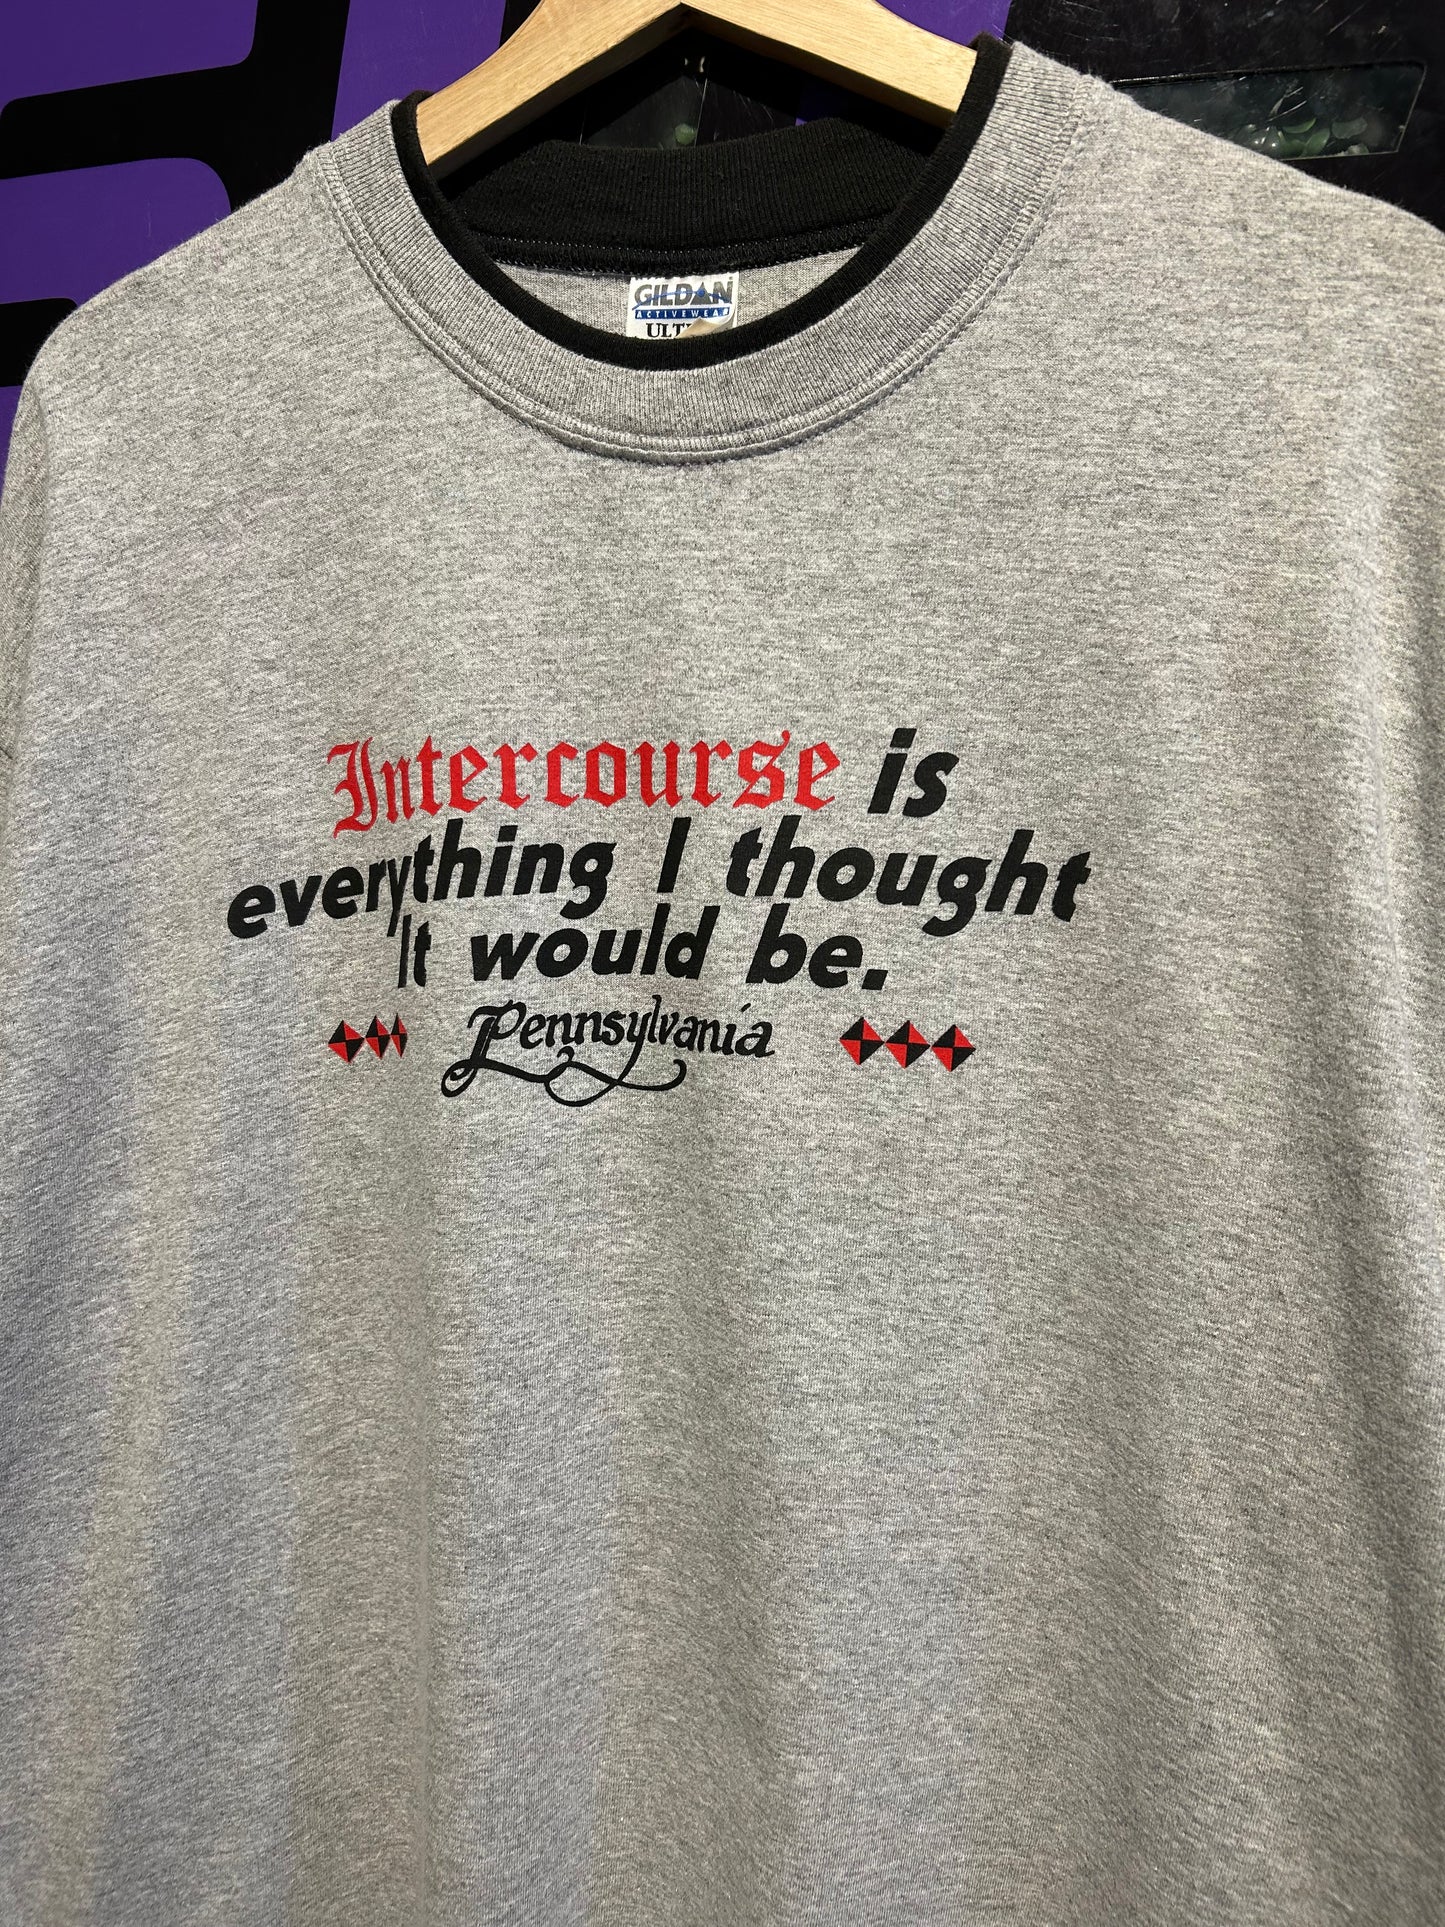 GILDAN
ACTIVEWEAR
Intercourse is
everything I thought
It would be.
Pennsylvania